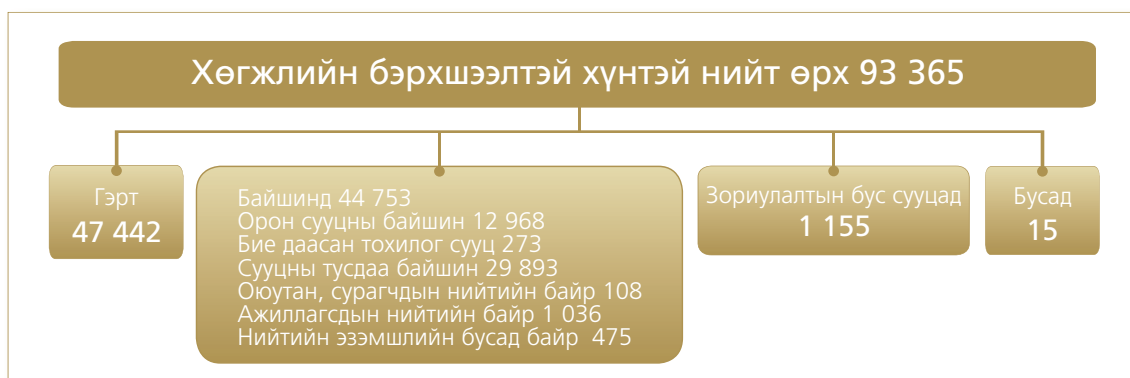 Хөгжлийн бэрхшээлтэй хүнтэй нийт өрх 93 365
Гэрт
47 442
Байшинд 44 753
Орон сууцны байшин 12 968
Бие даасан тохилог сууц 273
Сууцны тусдаа байшин 29 893
Оюутан, сурагчдын нийтийн байр 108
Ажиллагсдын нийтийн байр 1 036
Нийтийн эзэмшлийн бусад байр 475
Зориулалтын бус сууцад
1 155
Бусад
15